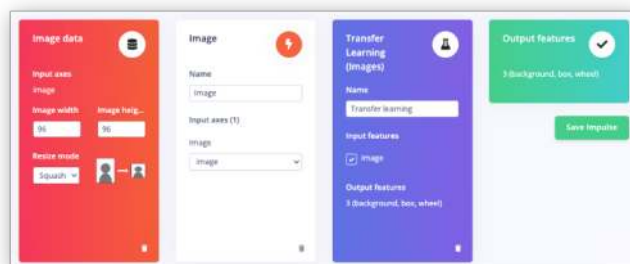 Image data
Input axes
image
Image width
Image heig...
96
96
Resize mode
Squash
Image
Name
Image
Input axes (1)
Image
image
Transfer
Learning
(Images)
Name
Transfer learning
Input features
Image
Output features
3 (background, box, wheel)
Output features
3 (background, box, wheel)
Save Impulse